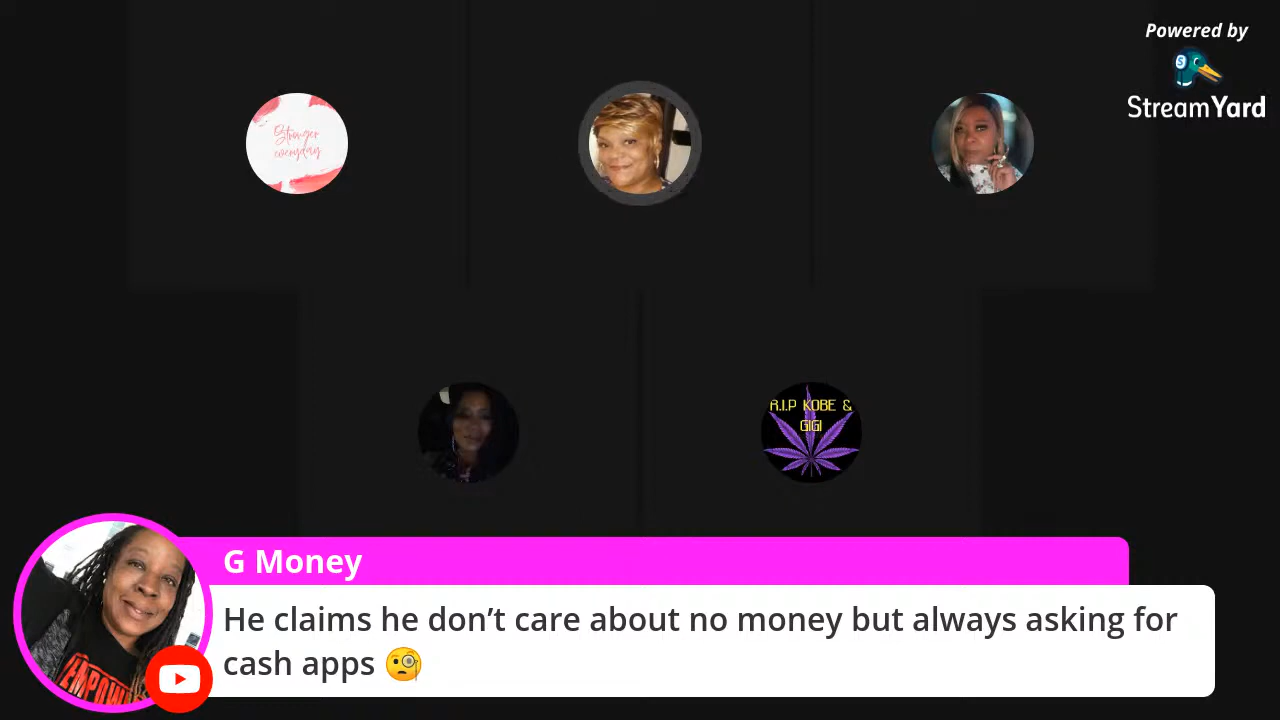 Powered by
StreamYard
Stronger
everyday
R.I.P KOBE &
GIGI
G Money
He claims he don’t care about no money but always asking for
cash apps 🧐